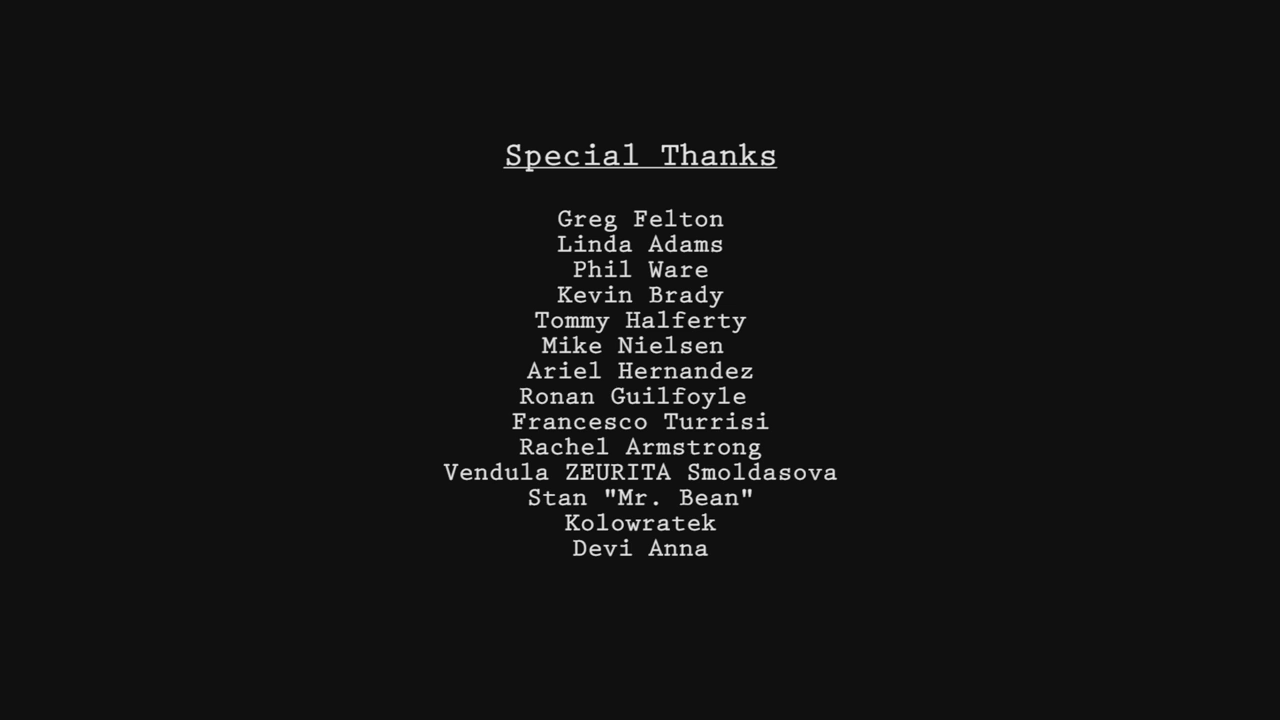 Special Thanks
Greg Felton
Linda Adams
Phil Ware
Kevin Brady
Tommy Halferty
Mike Nielsen
Ariel Hernandez
Ronan Guilfoyle
Francesco Turrisi
Rachel Armstrong
Vendula ZEURITA Smoldasova
Stan "Mr. Bean"
Kolowratek
Devi Anna